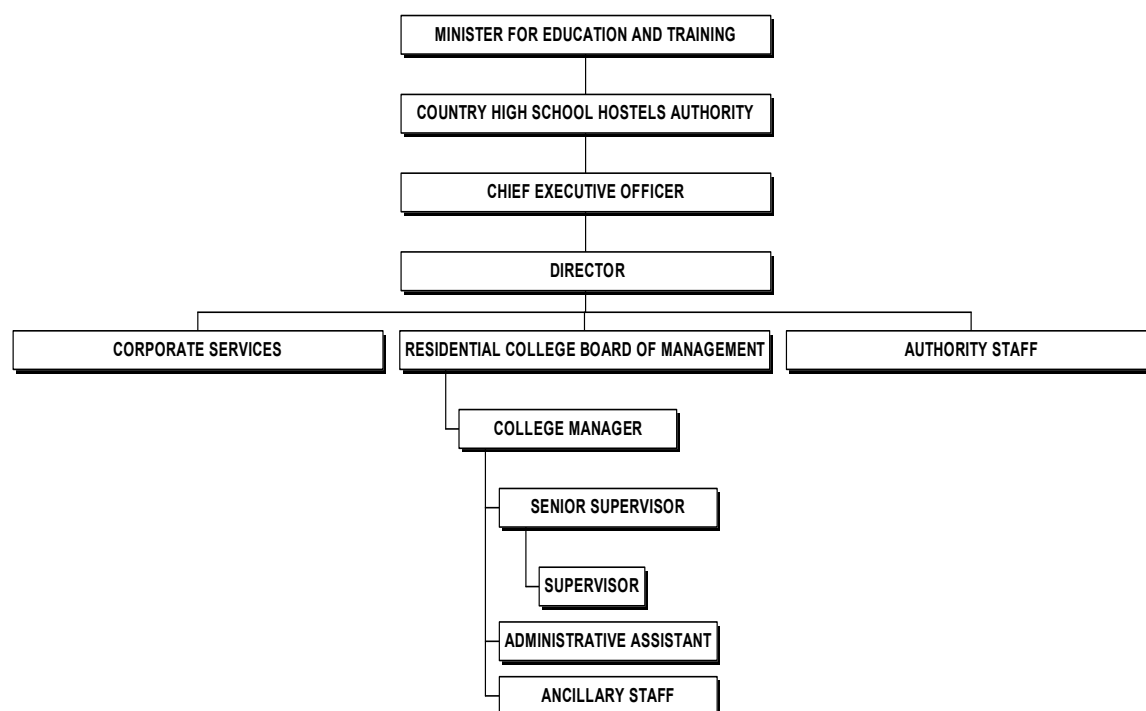 MINISTER FOR EDUCATION AND TRAINING
COUNTRY HIGH SCHOOL HOSTELS AUTHORITY
CHIEF EXECUTIVE OFFICER
DIRECTOR
CORPORATE SERVICES
RESIDENTIAL COLLEGE BOARD OF MANAGEMENT
AUTHORITY STAFF
COLLEGE MANAGER
SENIOR SUPERVISOR
SUPERVISOR
ADMINISTRATIVE ASSISTANT
ANCILLARY STAFF